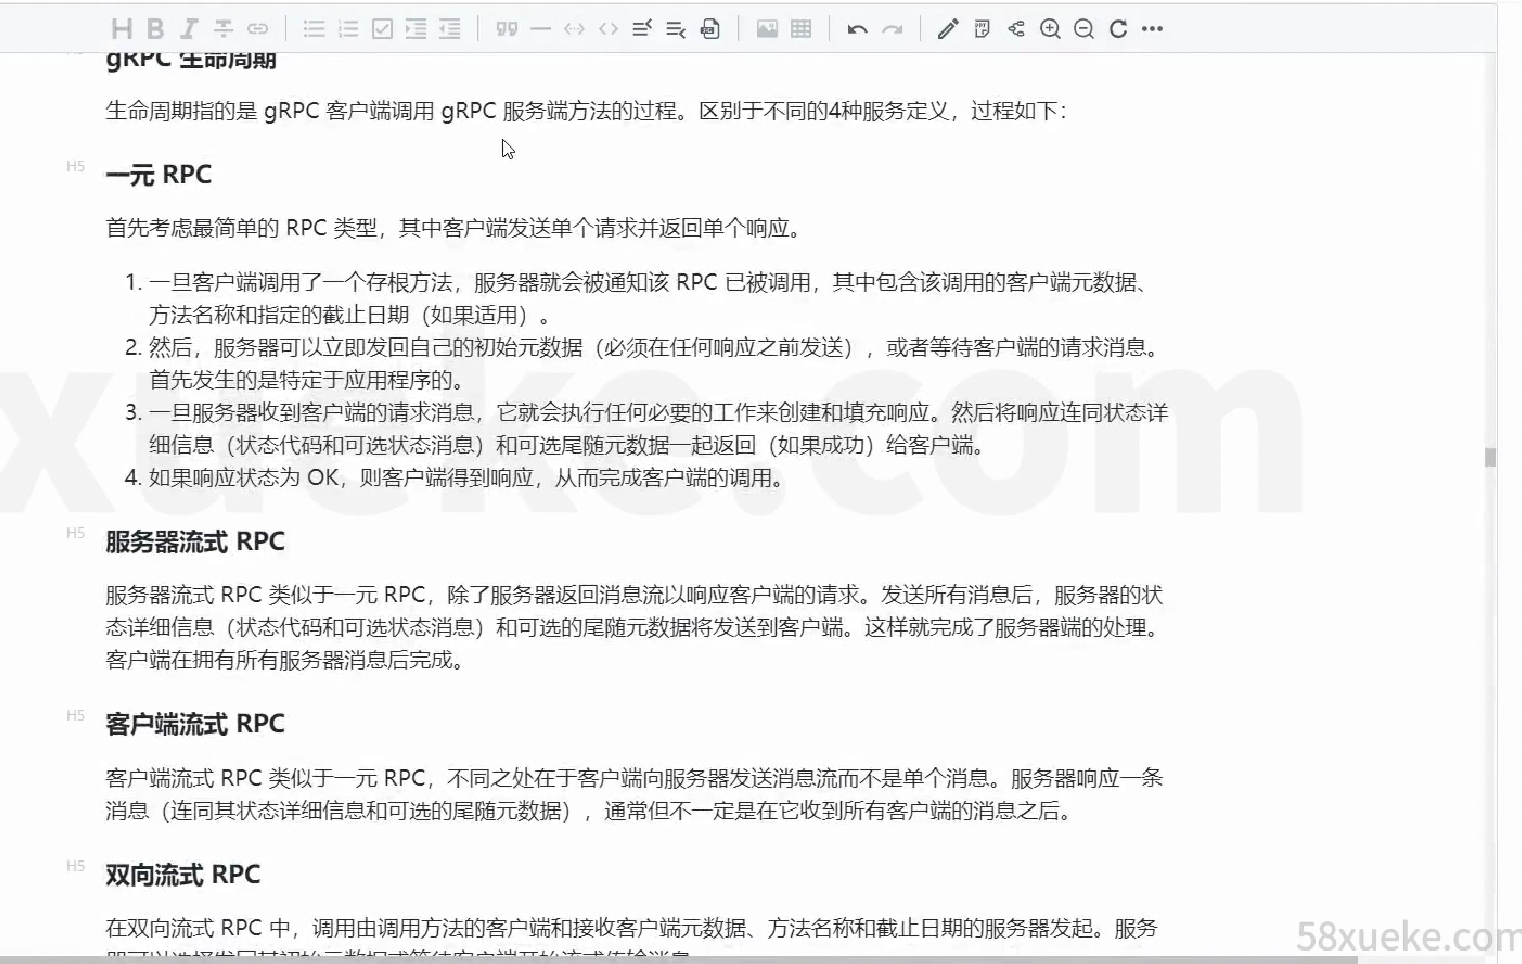 gRPC 生命周期
生命周期指的是 gRPC 客户端调用 gRPC 服务端方法的过程。区别于不同的4种服务定义，过程如下：
H5
一元 RPC
首先考虑最简单的 RPC 类型，其中客户端发送单个请求并返回单个响应。
1. 一旦客户端调用了一个存根方法，服务器就会被通知该 RPC 已被调用，其中包含该调用的客户端元数据、
方法名称和指定的截止日期（如果适用）。
2. 然后，服务器可以立即发回自己的初始元数据（必须在任何响应之前发送），或者等待客户端的请求消息。
首先发生的是特定于应用程序的。
3. 一旦服务器收到客户端的请求消息，它就会执行任何必要的工作来创建和填充响应。然后将响应连同状态详
细信息（状态代码和可选状态消息）和可选尾随元数据一起返回（如果成功）给客户端。
4. 如果响应状态为 OK，则客户端得到响应，从而完成客户端的调用。
xueke.com
H5
服务器流式 RPC
服务器流式 RPC 类似于一元 RPC，除了服务器返回消息流以响应客户端的请求。发送所有消息后，服务器的状
态详细信息（状态代码和可选状态消息）和可选的尾随元数据将发送到客户端。这样就完成了服务器端的处理。
客户端在拥有所有服务器消息后完成。
H5
客户端流式 RPC
客户端流式 RPC 类似于一元 RPC，不同之处在于客户端向服务器发送消息流而不是单个消息。服务器响应一条
消息（连同其状态详细信息和可选的尾随元数据），通常但不一定是在它收到所有客户端的消息之后。
H5
双向流式 RPC
在双向流式 RPC 中，调用由调用方法的客户端和接收客户端元数据、方法名称和截止日期的服务器发起。服务
58xueke.com